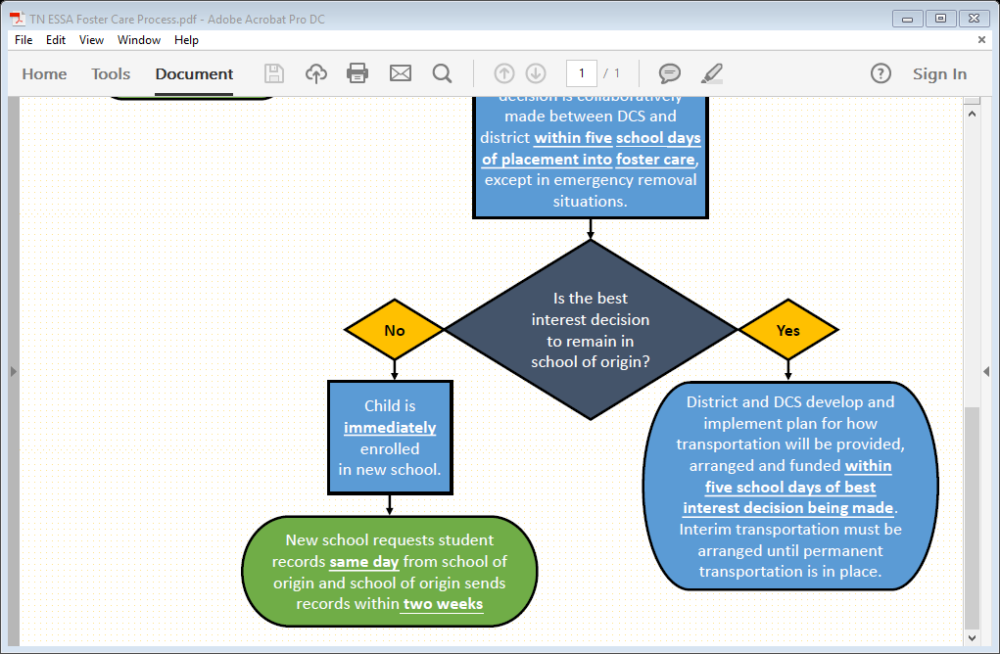 TN ESSA Foster Care Process.pdf - Adobe Acrobat Pro DC
File Edit View Window Help
Home Tools Document 1 / 1 Sign In
decision is collaboratively
made between DCS and
district within five school days
of placement into foster care,
except in emergency removal
situations.
Is the best
interest decision
to remain in
school of origin?
No
Yes
Child is
immediately
enrolled
in new school.
District and DCS develop and
implement plan for how
transportation will be provided,
arranged and funded within
five school days of best
interest decision being made.
Interim transportation must be
arranged until permanent
transportation is in place.
New school requests student
records same day from school of
origin and school of origin sends
records within two weeks